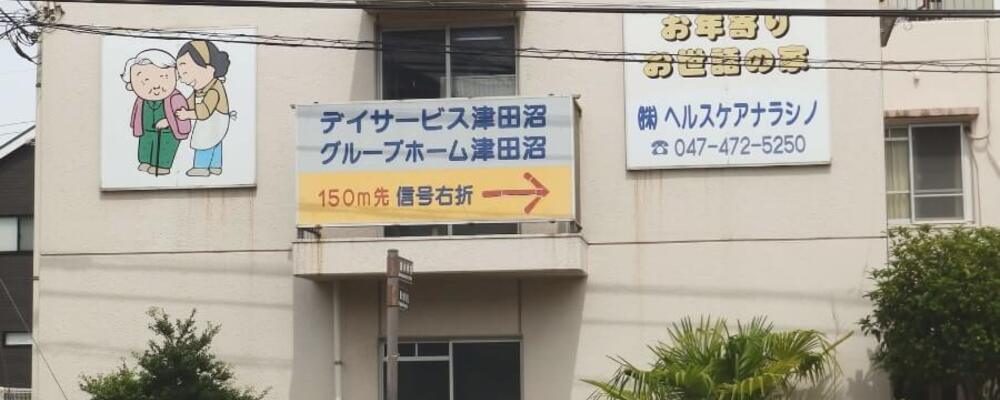 デイサービス津田沼
グループホーム津田沼
150m先 信号右折
お年寄り
お世話の家
㈱ ヘルスケアナラシノ
☎ 047-472-5250